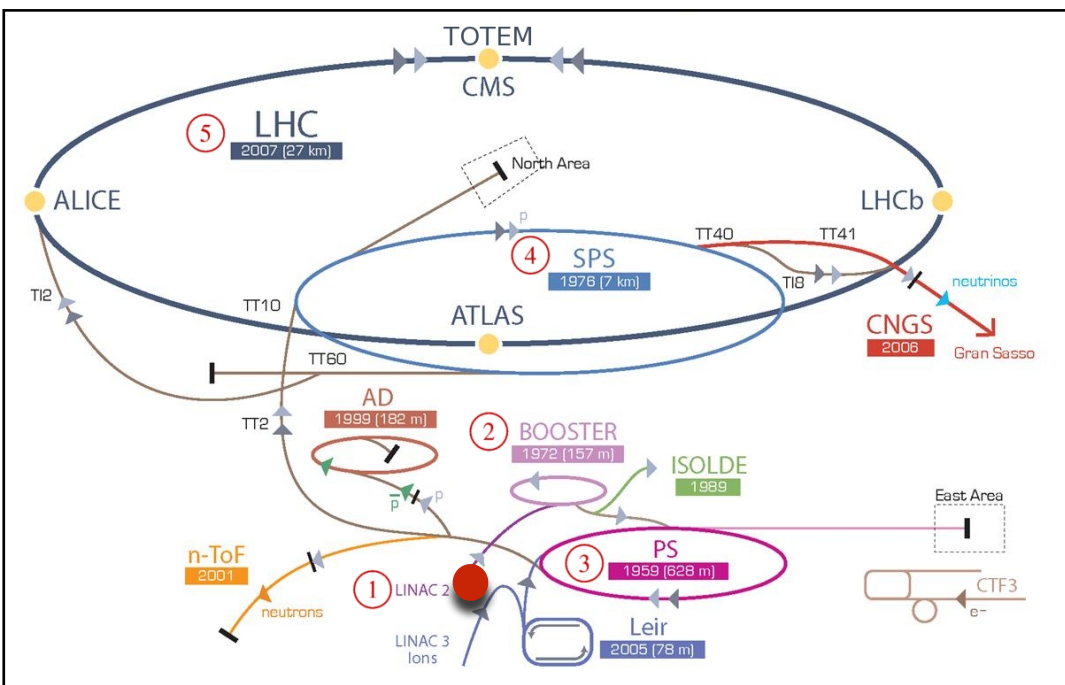 TOTEM
CMS
5
LHC
2007 (27 km)
North Area
ALICE
LHCb
p
TT40
TT41
4
SPS
1976 (7 km)
TI2
TI8
neutrinos
TT10
ATLAS
CNGS
2006
Gran Sasso
TT60
AD
1999 (182 m)
TT2
2
BOOSTER
1972 (157 m)
ISOLDE
1989
p̅
p
East Area
n-ToF
2001
3
PS
1959 (628 m)
1
LINAC 2
neutrons
CTF3
e-
LINAC 3
Ions
Leir
2005 (78 m)